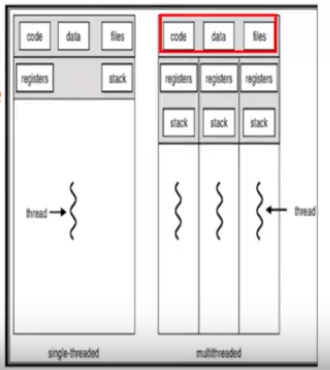 code data files
registers stack
thread
single-threaded
code data files
registers registers registers
stack stack stack
thread
multithreaded